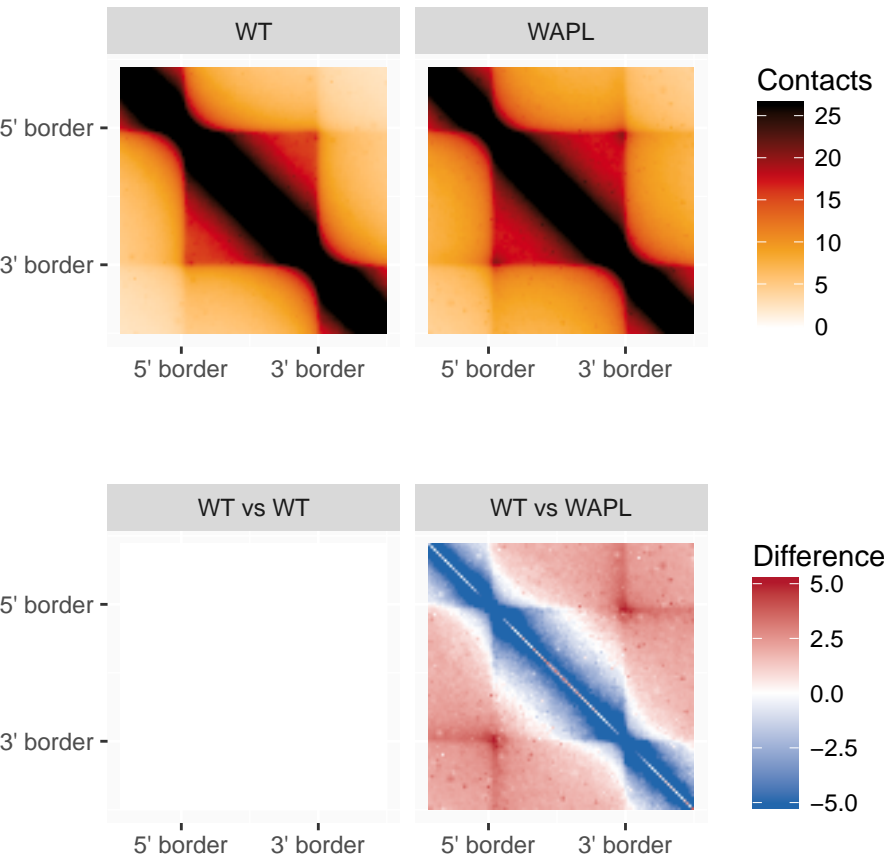 WT WAPL
Contacts
25
20
15
10
5
0
5' border
3' border
5' border 3' border 5' border 3' border
WT vs WT WT vs WAPL
Difference
5.0
2.5
0.0
−2.5
−5.0
5' border
3' border
5' border 3' border 5' border 3' border